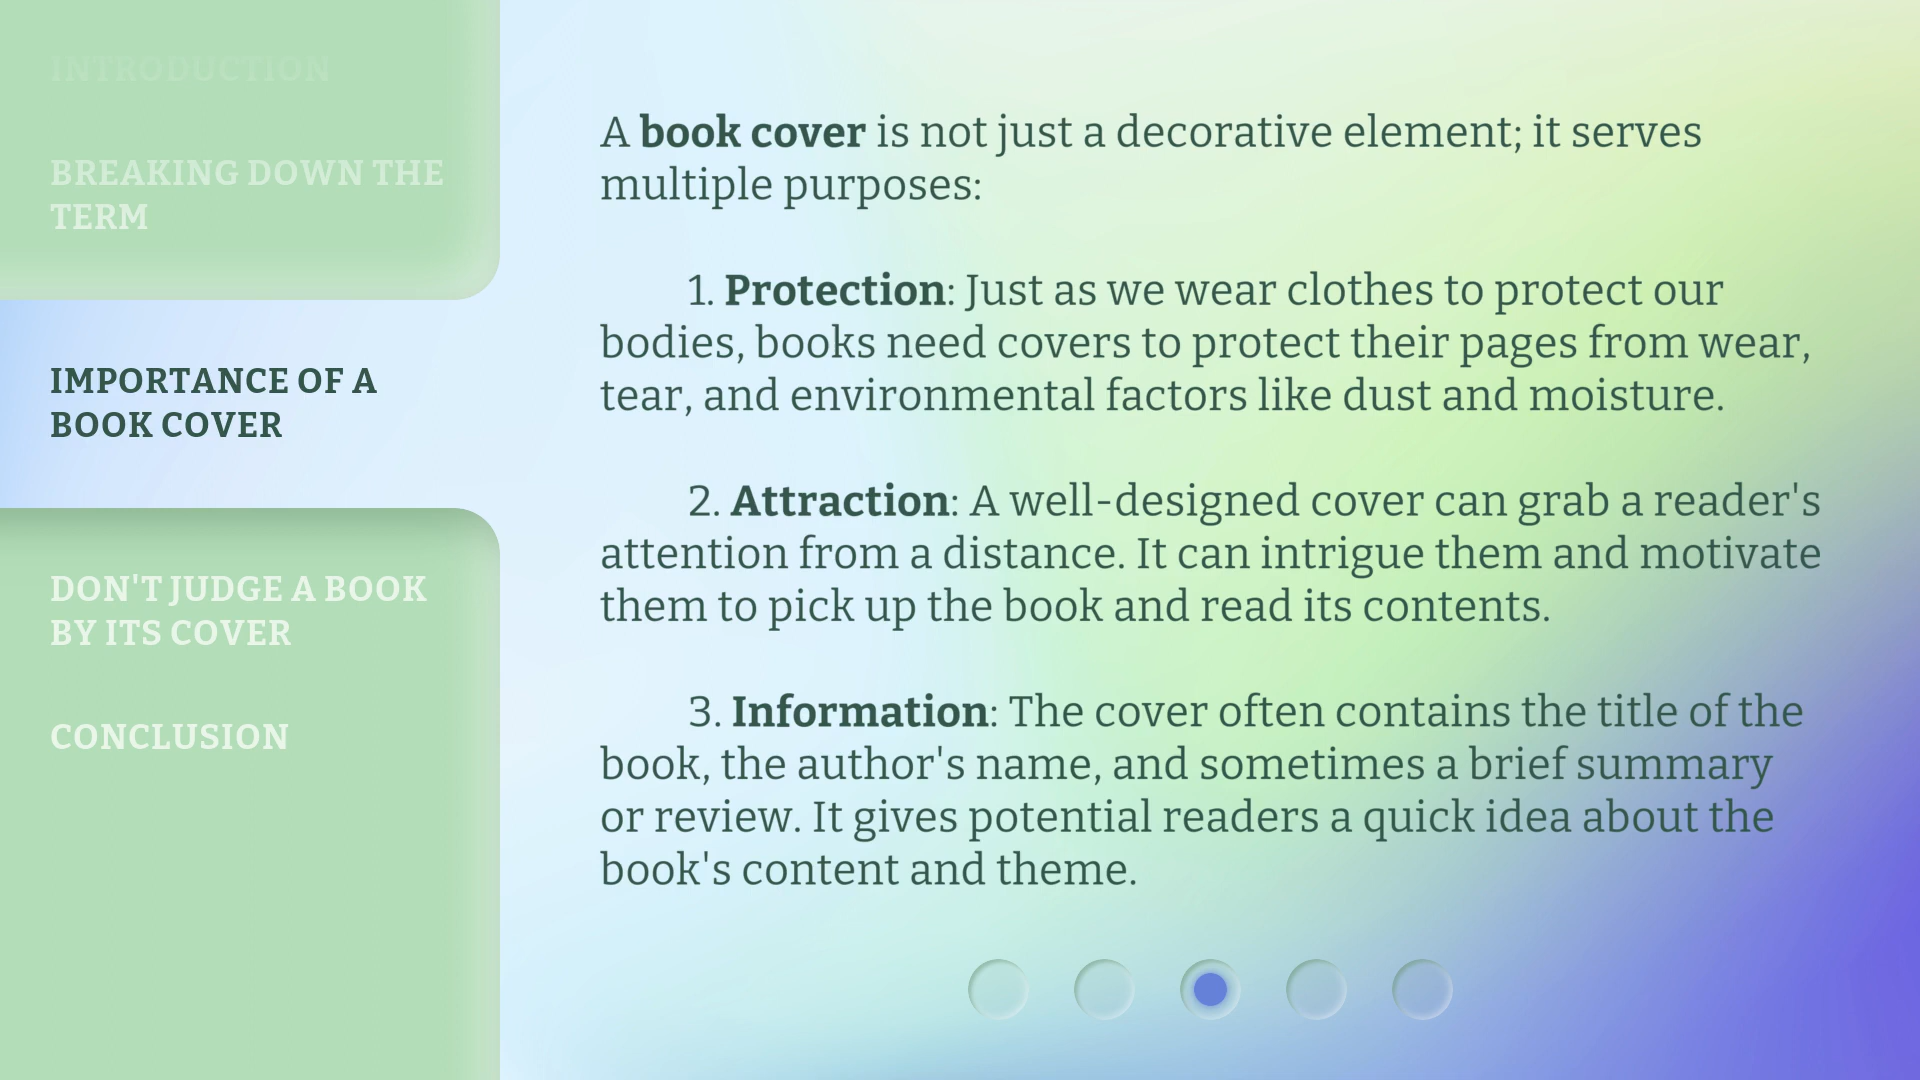 INTRODUCTION
BREAKING DOWN THE
TERM
IMPORTANCE OF A
BOOK COVER
DON'T JUDGE A BOOK
BY ITS COVER
CONCLUSION
A book cover is not just a decorative element; it serves
multiple purposes:
1. Protection: Just as we wear clothes to protect our
bodies, books need covers to protect their pages from wear,
tear, and environmental factors like dust and moisture.
2. Attraction: A well-designed cover can grab a reader's
attention from a distance. It can intrigue them and motivate
them to pick up the book and read its contents.
3. Information: The cover often contains the title of the
book, the author's name, and sometimes a brief summary
or review. It gives potential readers a quick idea about the
book's content and theme.